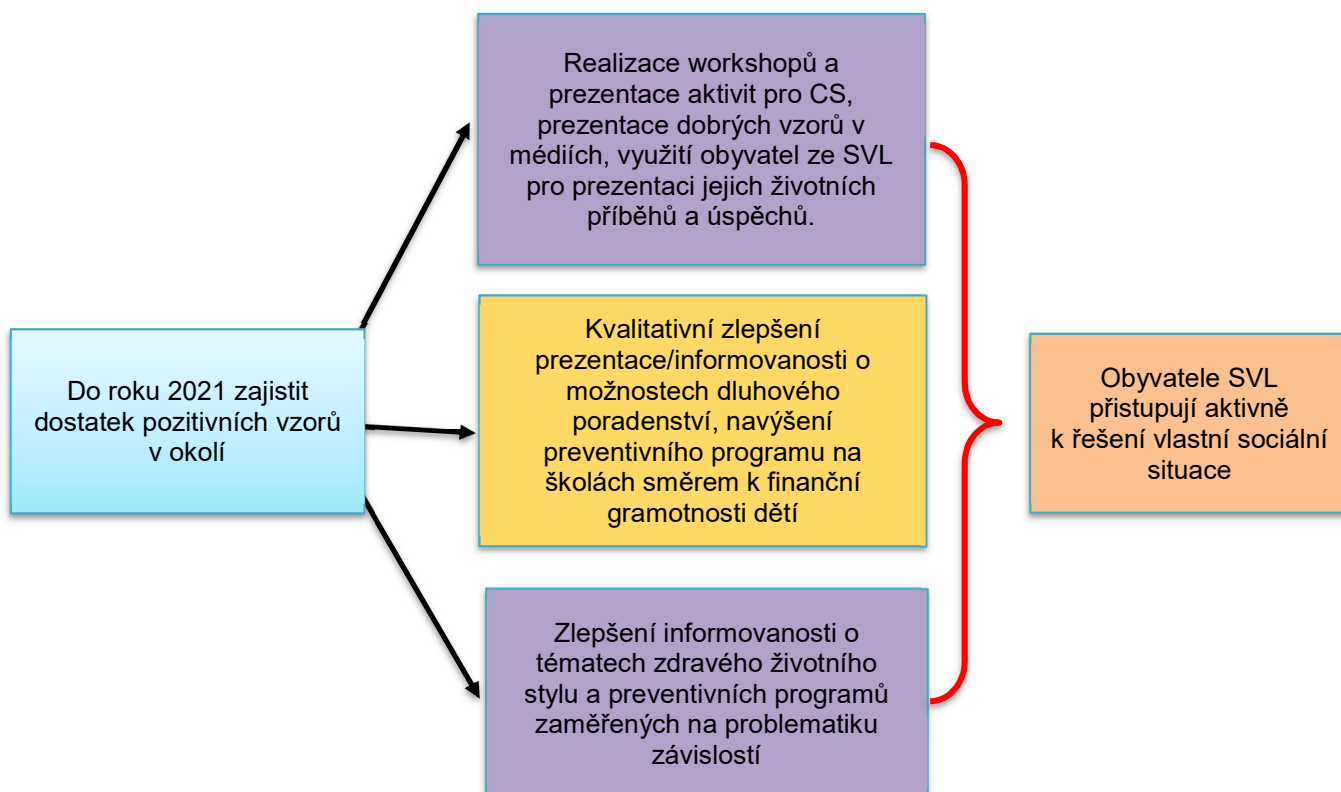 Do roku 2021 zajistit
dostatek pozitivních vzorů
v okolí
Realizace workshopů a
prezentace aktivit pro CS,
prezentace dobrých vzorů v
médiích, využití obyvatel ze SVL
pro prezentaci jejich životních
příběhů a úspěchů.
Kvalitativní zlepšení
prezentace/informovanosti o
možnostech dluhového
poradenství, navýšení
preventivního programu na
školách směrem k finanční
gramotnosti dětí
Zlepšení informovanosti o
tématech zdravého životního
stylu a preventivních programů
zaměřených na problematiku
závislostí
Obyvatele SVL
přistupují aktivně
k řešení vlastní sociální
situace